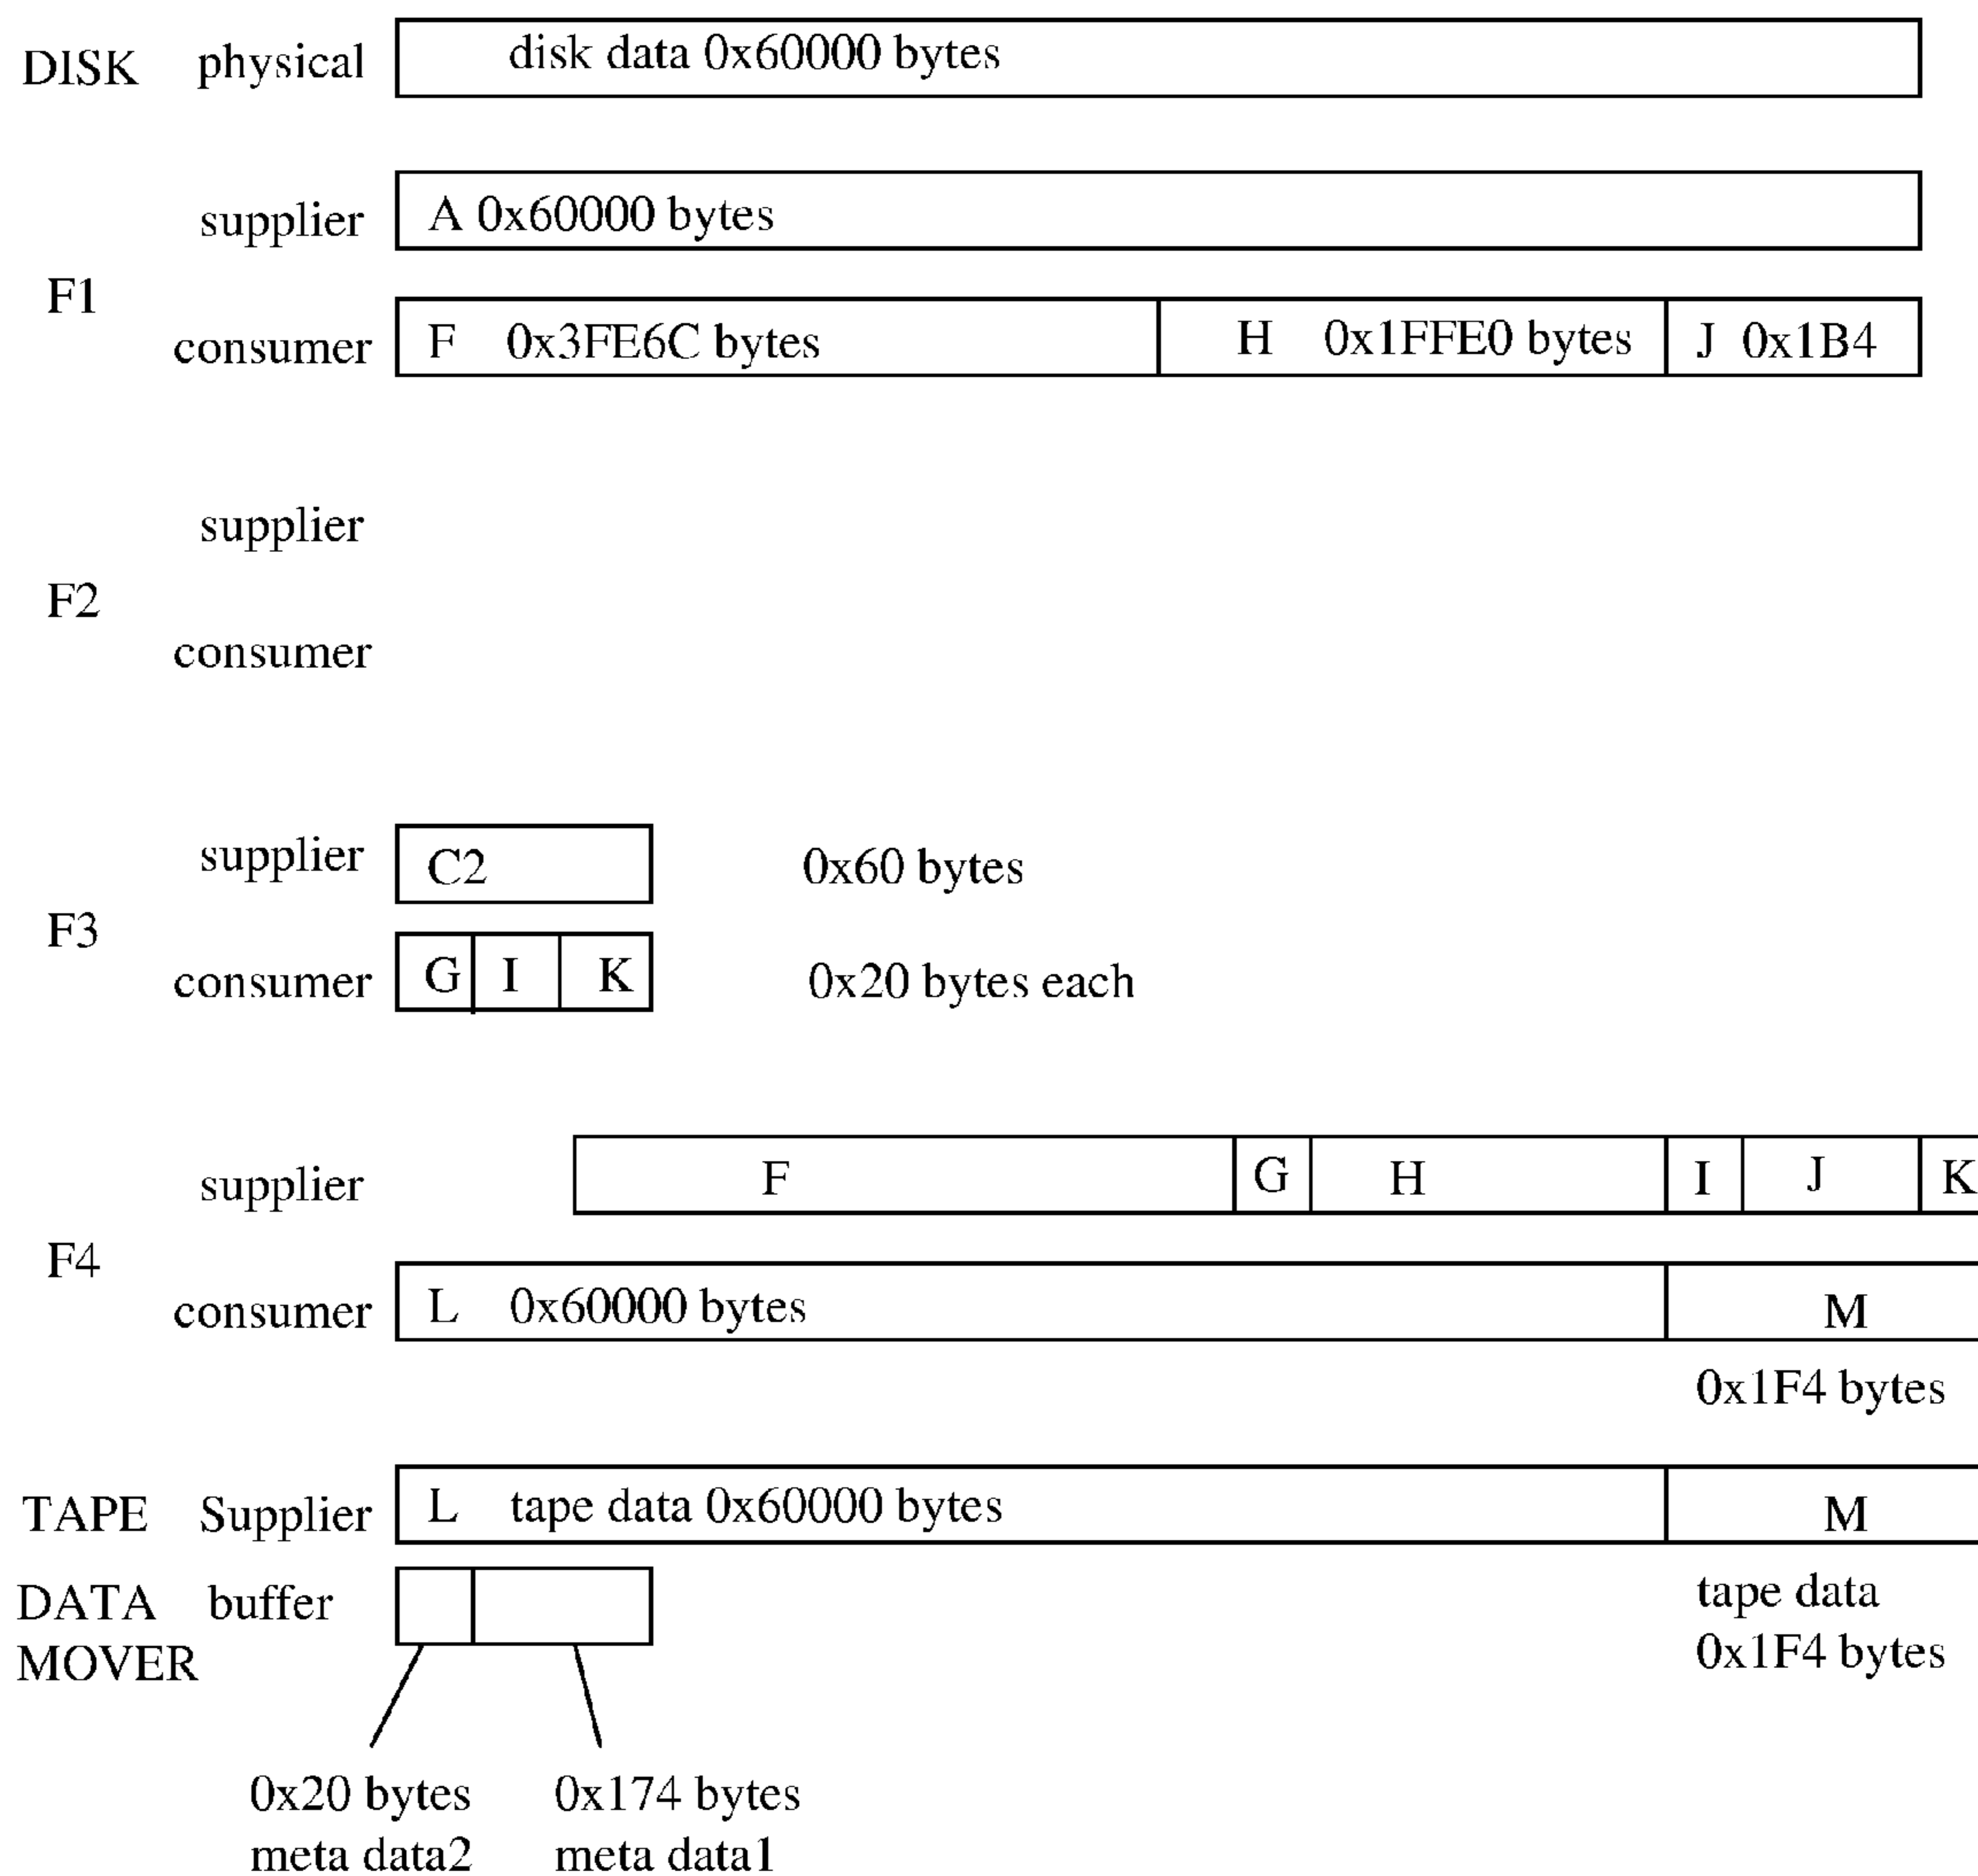 DISK physical disk data 0x60000 bytes
supplier A 0x60000 bytes
F1
consumer F 0x3FE6C bytes H 0x1FFE0 bytes J 0x1B4
supplier
F2
consumer
supplier C2 0x60 bytes
F3
consumer G I K 0x20 bytes each
supplier F G H I J K
F4
consumer L 0x60000 bytes M
0x1F4 bytes
TAPE Supplier L tape data 0x60000 bytes M
DATA buffer tape data
MOVER 0x1F4 bytes
0x20 bytes 0x174 bytes
meta data2 meta data1